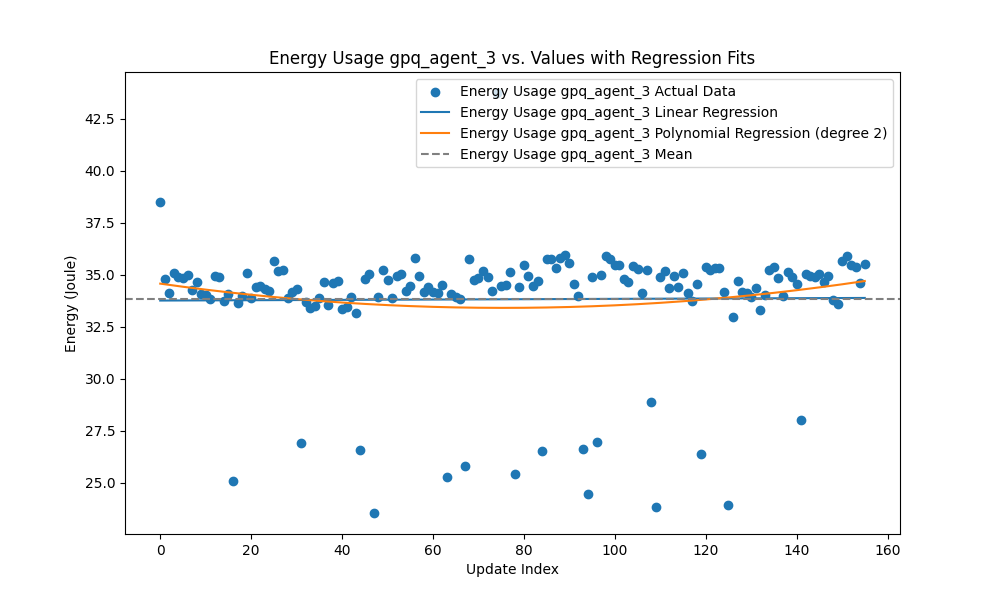 Energy Usage gpq_agent_3 vs. Values with Regression Fits
Energy Usage gpq_agent_3 Actual Data
Energy Usage gpq_agent_3 Linear Regression
Energy Usage gpq_agent_3 Polynomial Regression (degree 2)
Energy Usage gpq_agent_3 Mean
Energy (Joule)
42.5
40.0
37.5
35.0
32.5
30.0
27.5
25.0
0 20 40 60 80 100 120 140 160
Update Index